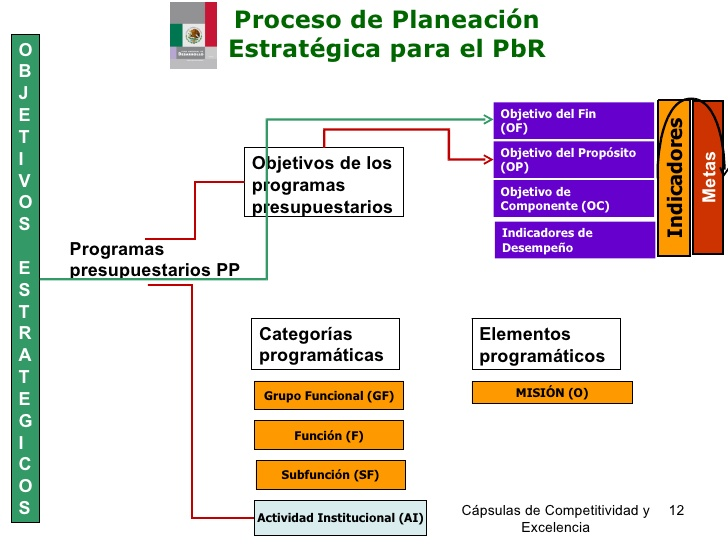 Proceso de Planeación
Estratégica para el PbR
OBJETIVOS ESTRATEGICOS
Objetivo del Fin
(OF)
Objetivo del Propósito
(OP)
Objetivo de
Componente (OC)
Indicadores de
Desempeño
Indicadores
Metas
Objetivos de los
programas
presupuestarios
Programas
presupuestarios PP
Categorías
programáticas
Elementos
programáticos
Grupo Funcional (GF)
MISIÓN (O)
Función (F)
Subfunción (SF)
Actividad Institucional (AI)
Cápsulas de Competitividad y
Excelencia
12